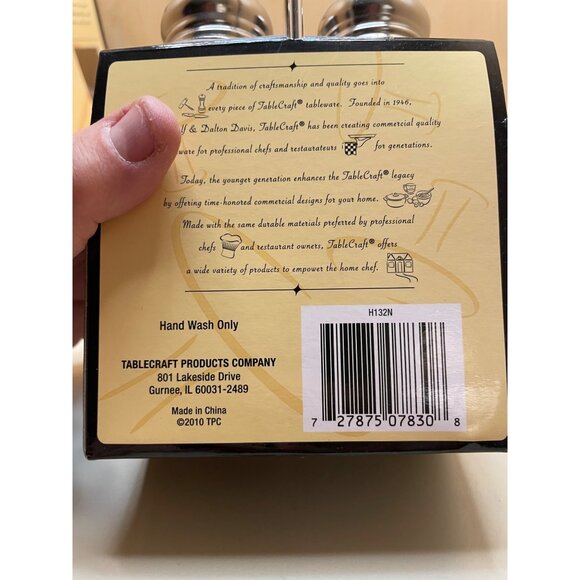 A tradition of craftsmanship and quality goes into
every piece of TableCraft® tableware. Founded in 1946,
& Dalton Davis, TableCraft® has been creating commercial quality
for professional chefs and restaurateurs for generations.
Today, the younger generation enhances the TableCraft® legacy
by offering time-honored commercial designs for your home.
Made with the same durable materials preferred by professional
chefs and restaurant owners, TableCraft® offers
a wide variety of products to empower the home chef.
Hand Wash Only
TABLECRAFT PRODUCTS COMPANY
801 Lakeside Drive
Gurnee, IL 60031-2489
Made in China
©2010 TPC
H132N
7 27875 07830 8